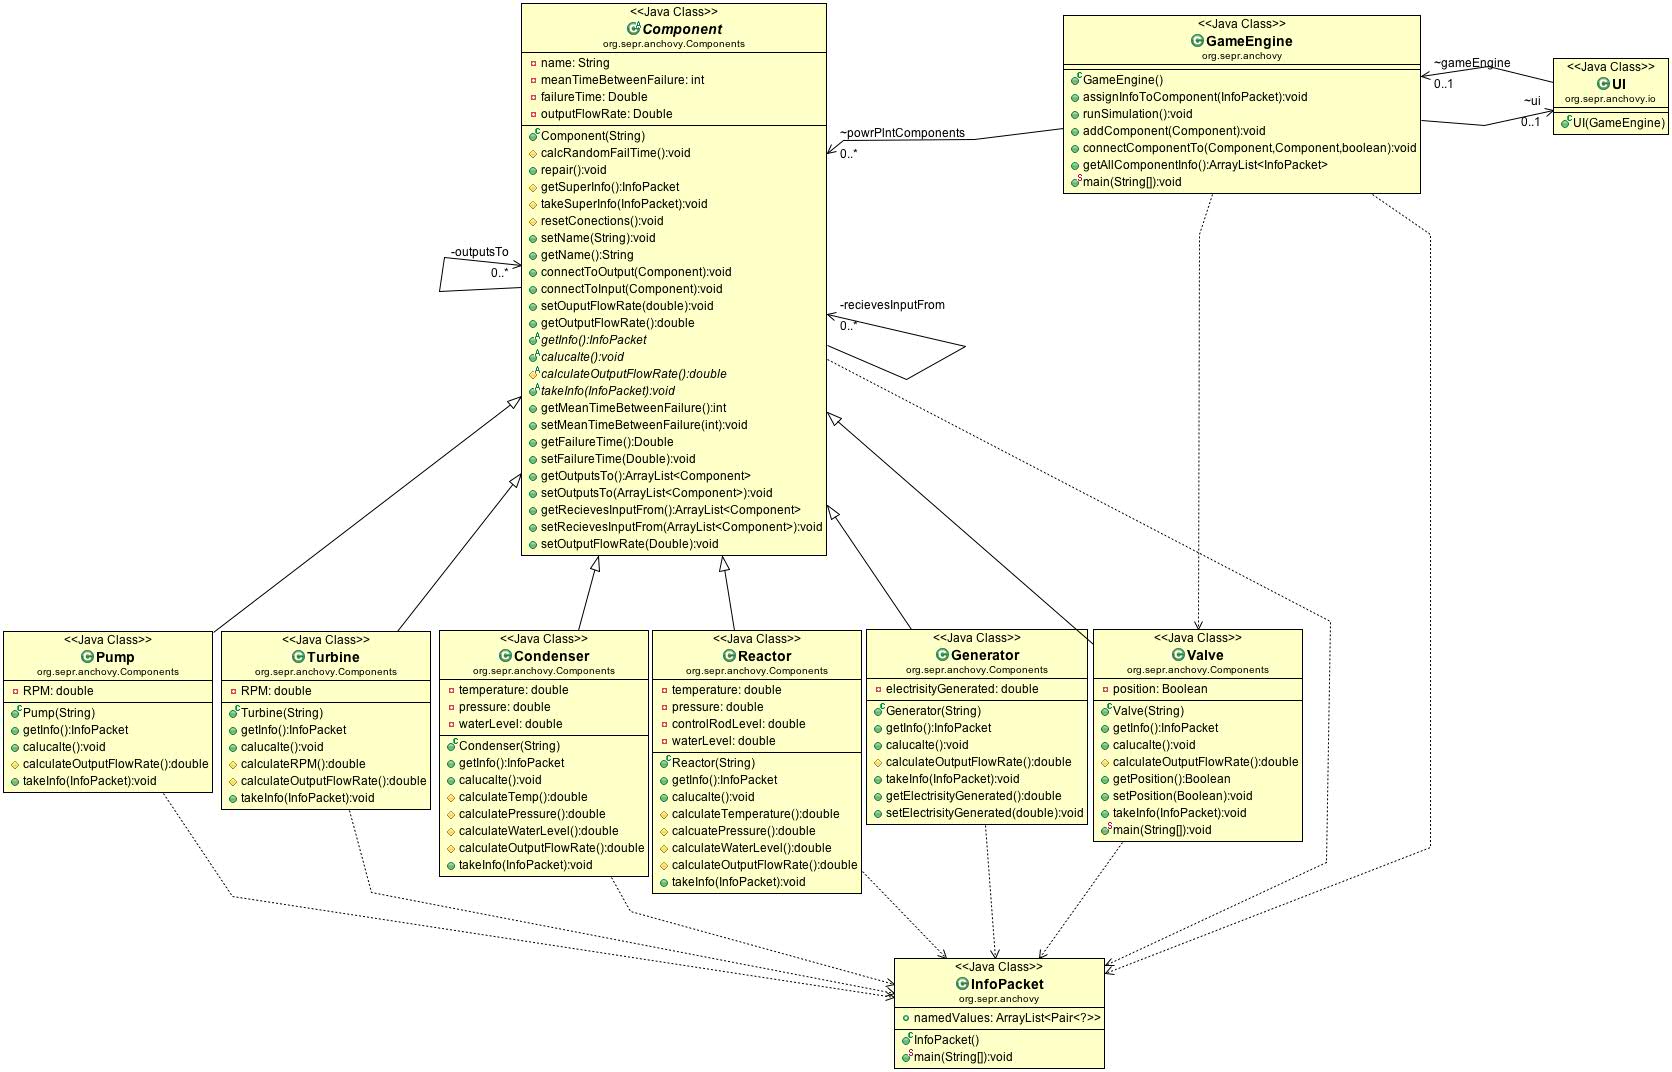 <<Java Class>>
Component
org.sepr.anchovy.Components
name: String
meanTimeBetweenFailure: int
failureTime: Double
outputFlowRate: Double
Component(String)
calcRandomFailTime():void
repair():void
getSuperInfo():InfoPacket
takeSuperInfo(InfoPacket):void
resetConections():void
setName(String):void
getName():String
connectToOutput(Component):void
connectToInput(Component):void
setOuputFlowRate(double):void
getOutputFlowRate():double
getInfo():InfoPacket
calucalte():void
calculateOutputFlowRate():double
takeInfo(InfoPacket):void
getMeanTimeBetweenFailure():int
setMeanTimeBetweenFailure(int):void
getFailureTime():Double
setFailureTime(Double):void
getOutputsTo():ArrayList<Component>
setOutputsTo(ArrayList<Component>):void
getRecievesInputFrom():ArrayList<Component>
setRecievesInputFrom(ArrayList<Component>):void
setOutputFlowRate(Double):void
<<Java Class>>
GameEngine
org.sepr.anchovy
GameEngine()
assignInfoToComponent(InfoPacket):void
runSimulation():void
addComponent(Component):void
connectComponentTo(Component,Component,boolean):void
getAllComponentInfo():ArrayList<InfoPacket>
main(String[]):void
<<Java Class>>
UI
org.sepr.anchovy.io
UI(GameEngine)
~gameEngine
0..1
~ui
0..1
~powrPlntComponents
0..*
-outputsTo
0..*
-recievesInputFrom
0..*
<<Java Class>>
Pump
org.sepr.anchovy.Components
RPM: double
Pump(String)
getInfo():InfoPacket
calucalte():void
calculateOutputFlowRate():double
takeInfo(InfoPacket):void
<<Java Class>>
Turbine
org.sepr.anchovy.Components
RPM: double
Turbine(String)
getInfo():InfoPacket
calucalte():void
calculateRPM():double
calculateOutputFlowRate():double
takeInfo(InfoPacket):void
<<Java Class>>
Condenser
org.sepr.anchovy.Components
temperature: double
pressure: double
waterLevel: double
Condenser(String)
getInfo():InfoPacket
calucalte():void
calculateTemp():double
calculatePressure():double
calculateWaterLevel():double
calculateOutputFlowRate():double
takeInfo(InfoPacket):void
<<Java Class>>
Reactor
org.sepr.anchovy.Components
temperature: double
pressure: double
controlRodLevel: double
waterLevel: double
Reactor(String)
getInfo():InfoPacket
calucalte():void
calculateTemperature():double
calcuatePressure():double
calculateWaterLevel():double
calculateOutputFlowRate():double
takeInfo(InfoPacket):void
<<Java Class>>
Generator
org.sepr.anchovy.Components
electrisityGenerated: double
Generator(String)
getInfo():InfoPacket
calucalte():void
calculateOutputFlowRate():double
takeInfo(InfoPacket):void
getElectrisityGenerated():double
setElectrisityGenerated(double):void
<<Java Class>>
Valve
org.sepr.anchovy.Components
position: Boolean
Valve(String)
getInfo():InfoPacket
calucalte():void
calculateOutputFlowRate():double
getPosition():Boolean
setPosition(Boolean):void
takeInfo(InfoPacket):void
main(String[]):void
<<Java Class>>
InfoPacket
org.sepr.anchovy
namedValues: ArrayList<Pair<?>>
InfoPacket()
main(String[]):void